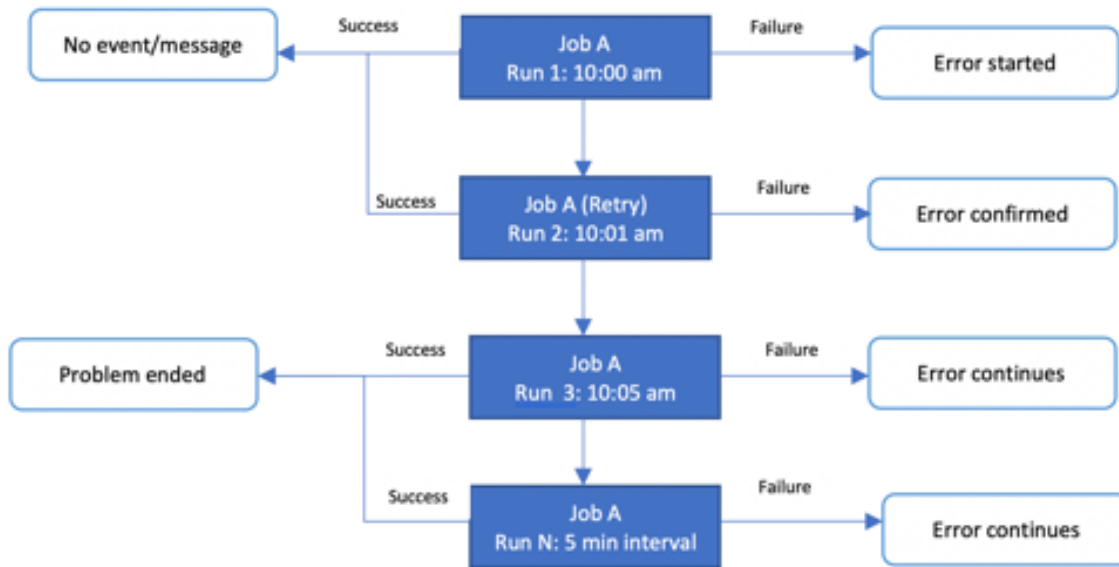 Success
Failure
No event/message
Job A
Run 1: 10:00 am
Error started
Success
Failure
Job A (Retry)
Run 2: 10:01 am
Error confirmed
Success
Failure
Problem ended
Job A
Run 3: 10:05 am
Error continues
Success
Failure
Job A
Run N: 5 min interval
Error continues